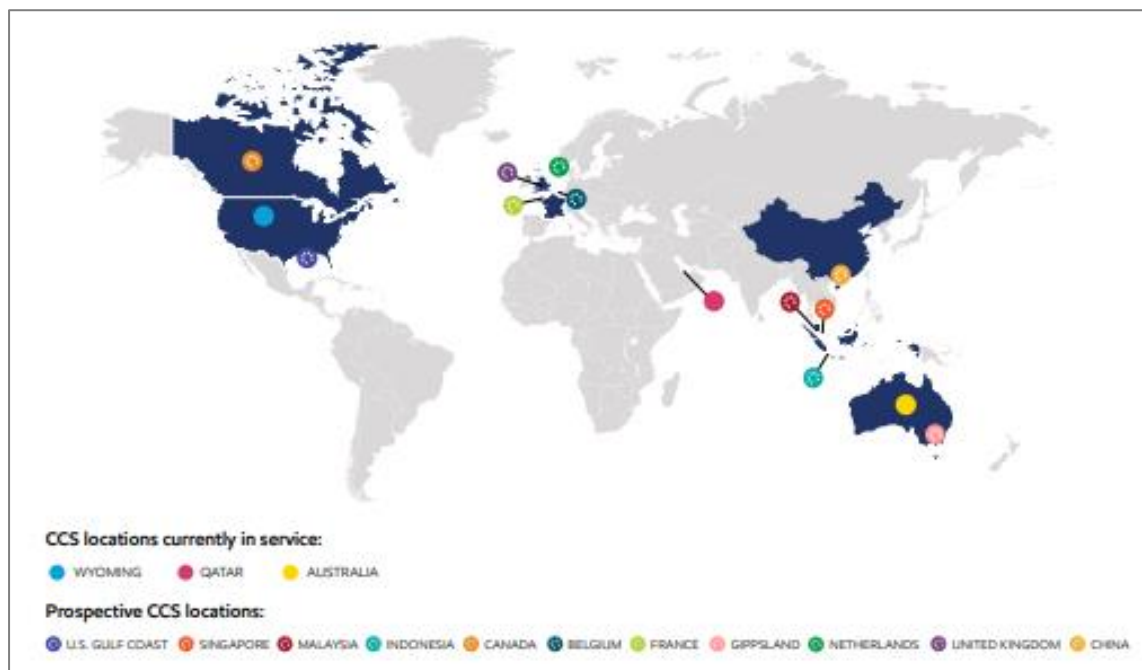 CCS locations currently in service:
WYOMING QATAR AUSTRALIA
Prospective CCS locations:
U.S. GULF COAST SINGAPORE MALAYSIA INDONESIA CANADA BELGIUM FRANCE GIPPSLAND NETHERLANDS UNITED KINGDOM CHINA